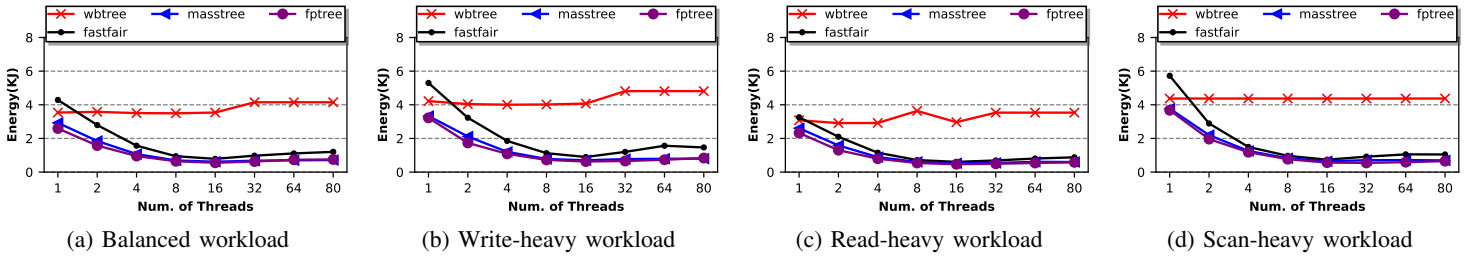 wbtree masstree fptree
fastfair
8
6
4
2
0
Energy(KJ)
1 2 4 8 16 32 64 80
Num. of Threads
(a) Balanced workload
wbtree masstree fptree
fastfair
8
6
4
2
0
Energy(KJ)
1 2 4 8 16 32 64 80
Num. of Threads
(b) Write-heavy workload
wbtree masstree fptree
fastfair
8
6
4
2
0
Energy(KJ)
1 2 4 8 16 32 64 80
Num. of Threads
(c) Read-heavy workload
wbtree masstree fptree
fastfair
8
6
4
2
0
Energy(KJ)
1 2 4 8 16 32 64 80
Num. of Threads
(d) Scan-heavy workload